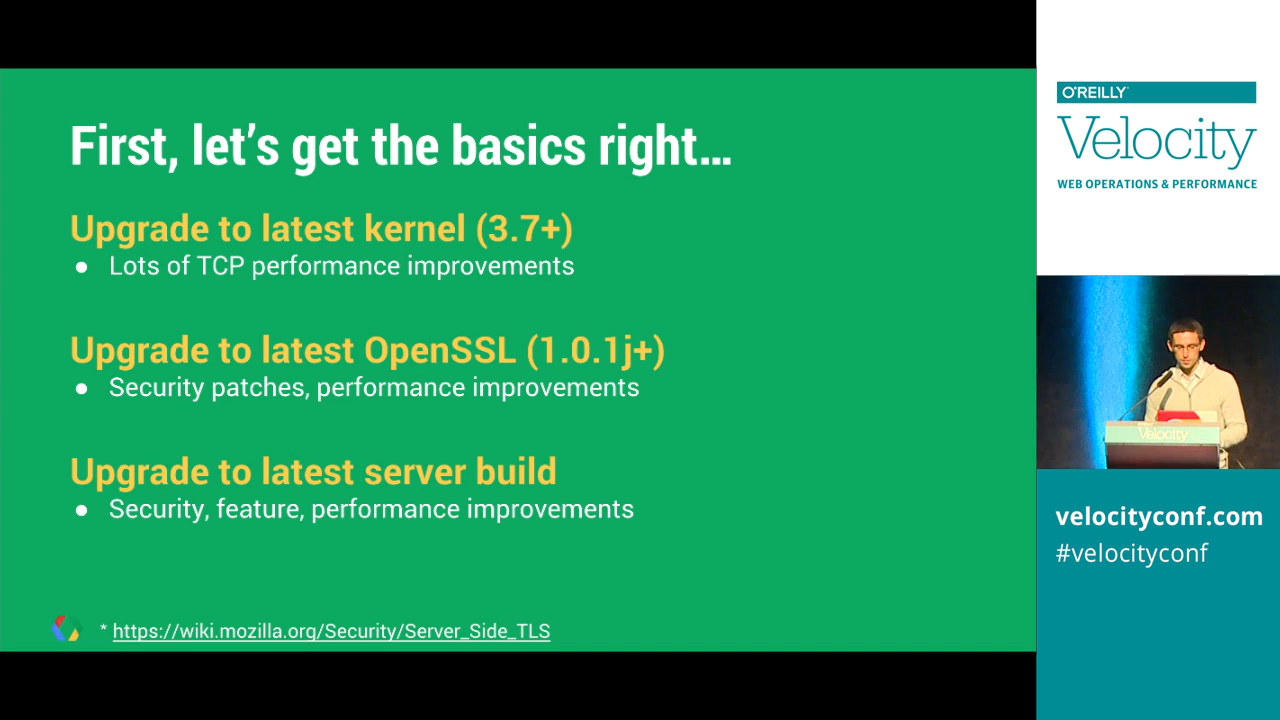 First, let's get the basics right...
Upgrade to latest kernel (3.7+)
● Lots of TCP performance improvements
Upgrade to latest OpenSSL (1.0.1j+)
● Security patches, performance improvements
Upgrade to latest server build
● Security, feature, performance improvements
* https://wiki.mozilla.org/Security/Server_Side_TLS
O'REILLY
Velocity
WEB OPERATIONS & PERFORMANCE
Velocity
velocityconf.com
#velocityconf